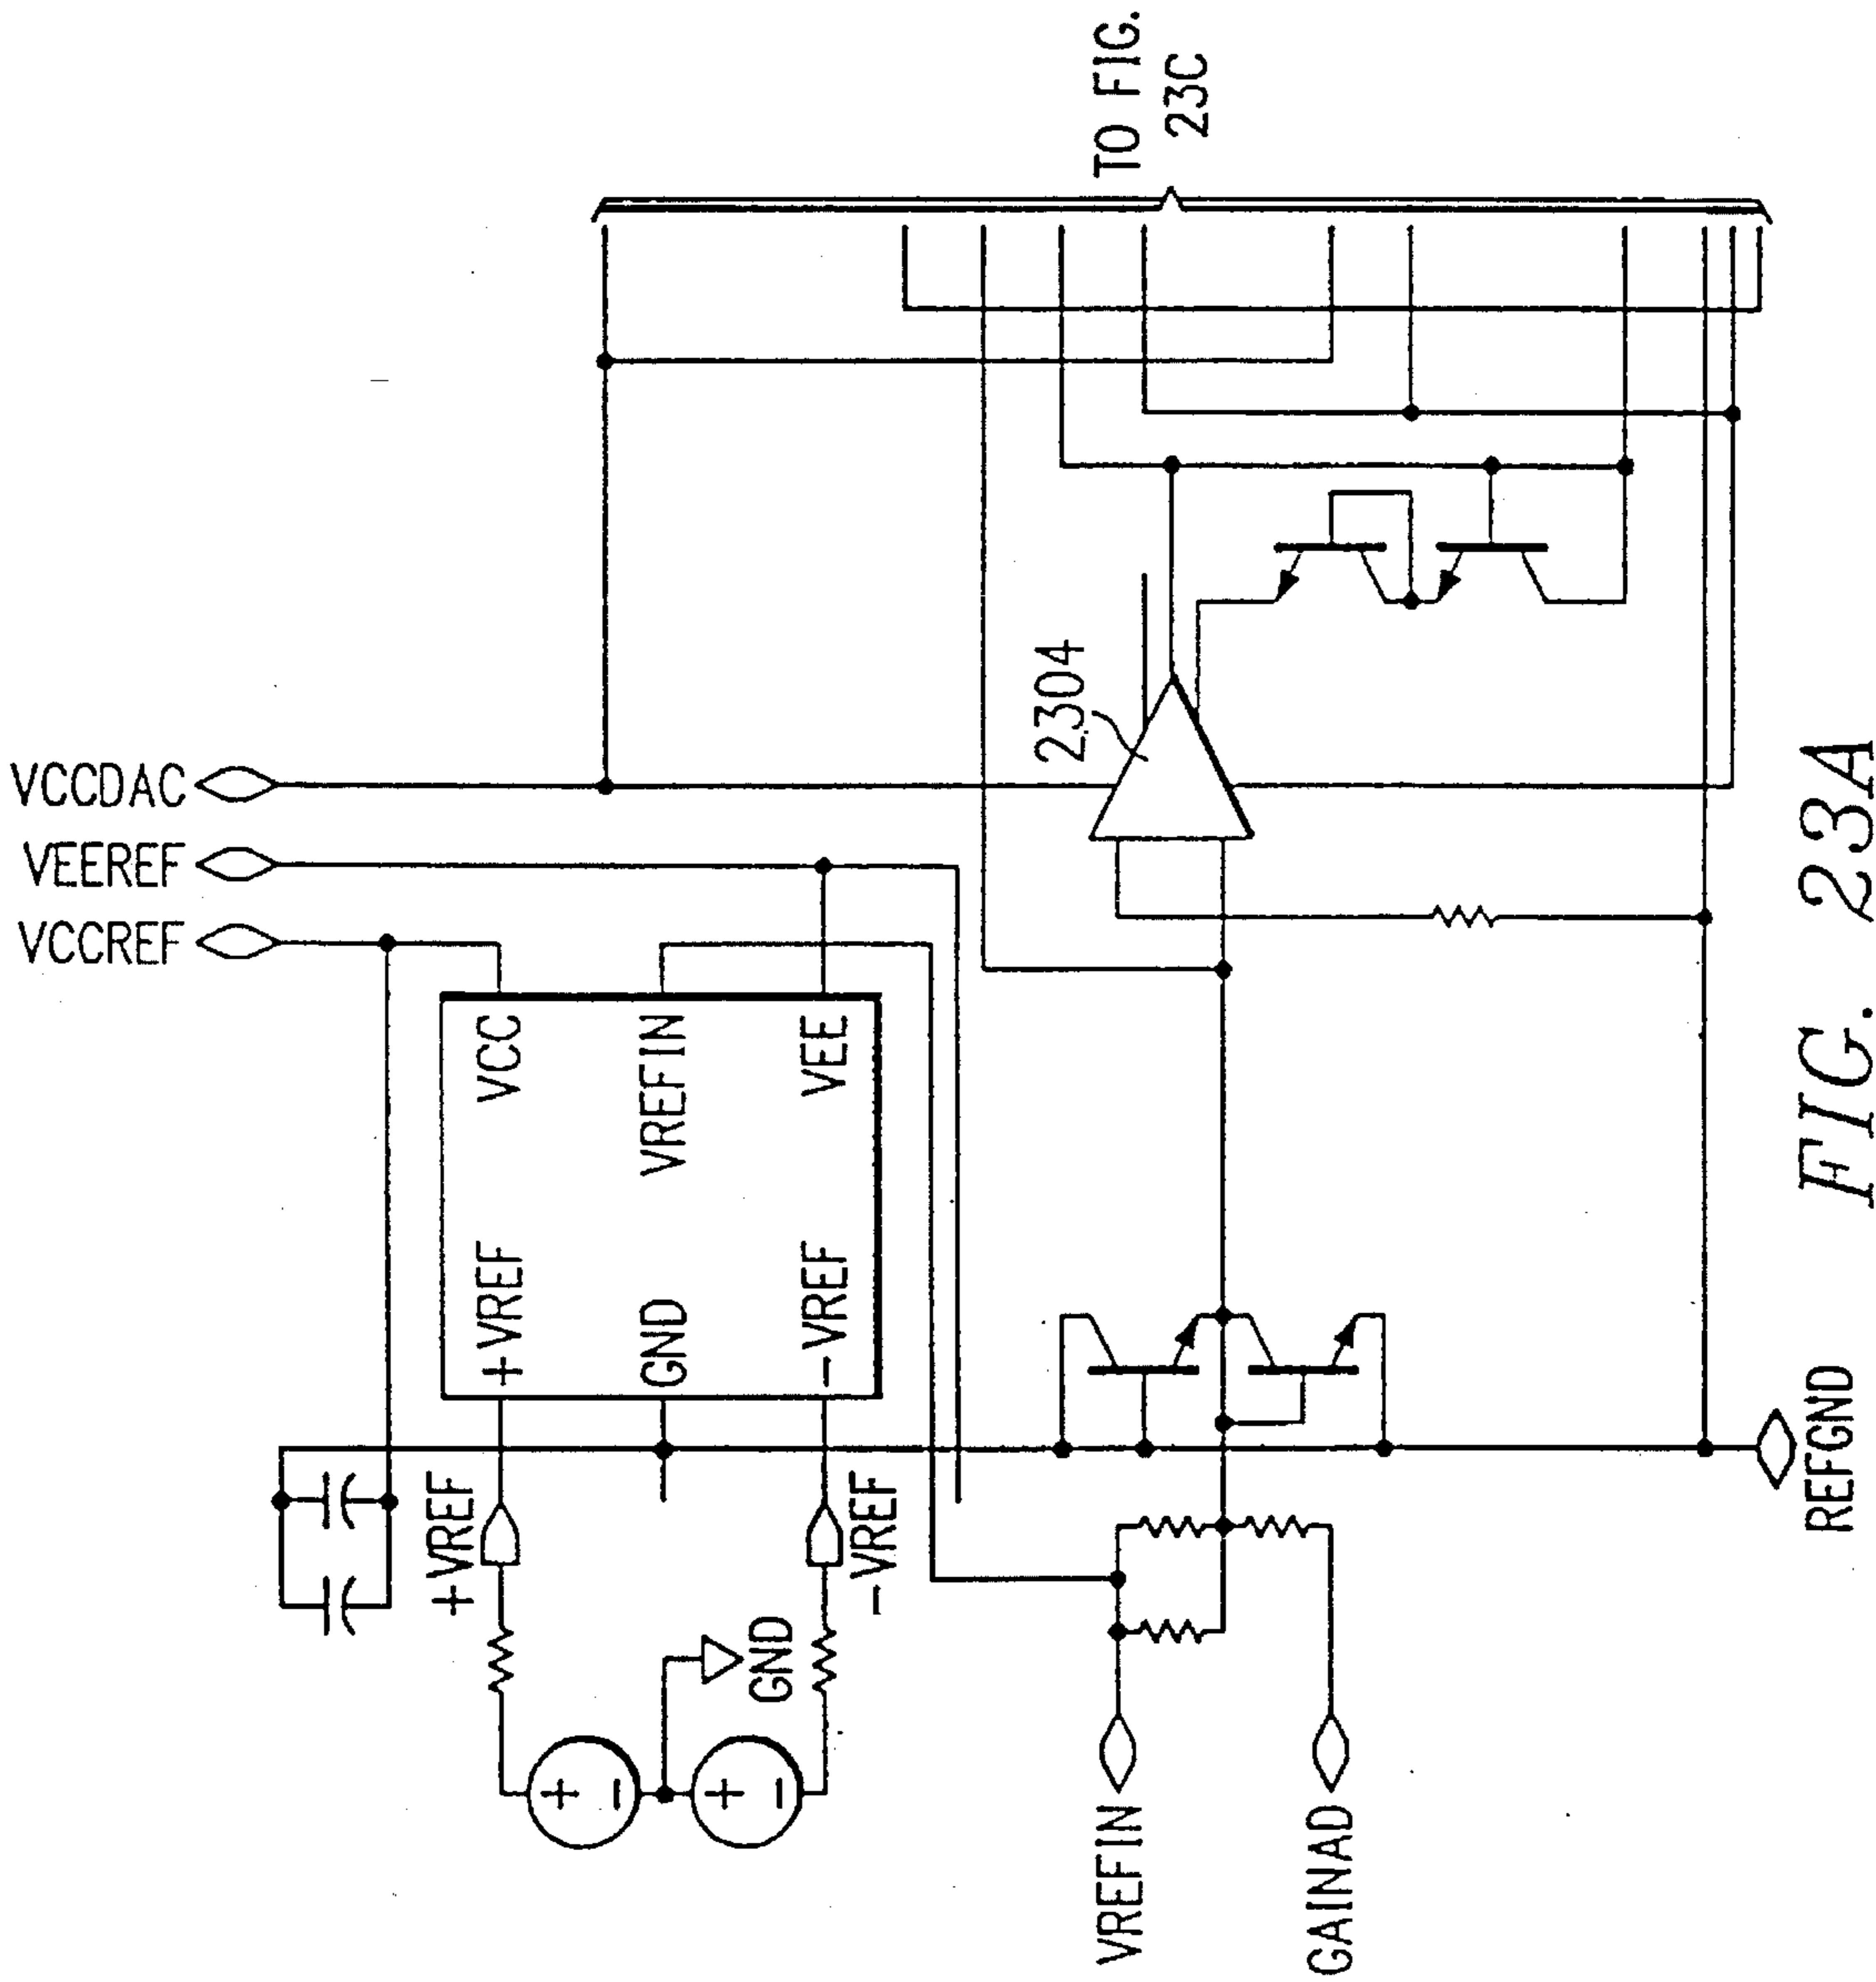 VCCDAC
VEEREF
VCCREF
+VREF
VCC
GND
VREFIN
-VREF
VEE
+VREF
-VREF
+
-
GND
+
-
2304
TO FIG.
23C
VREFIN
GAINAD
REFGND
FIG. 23A